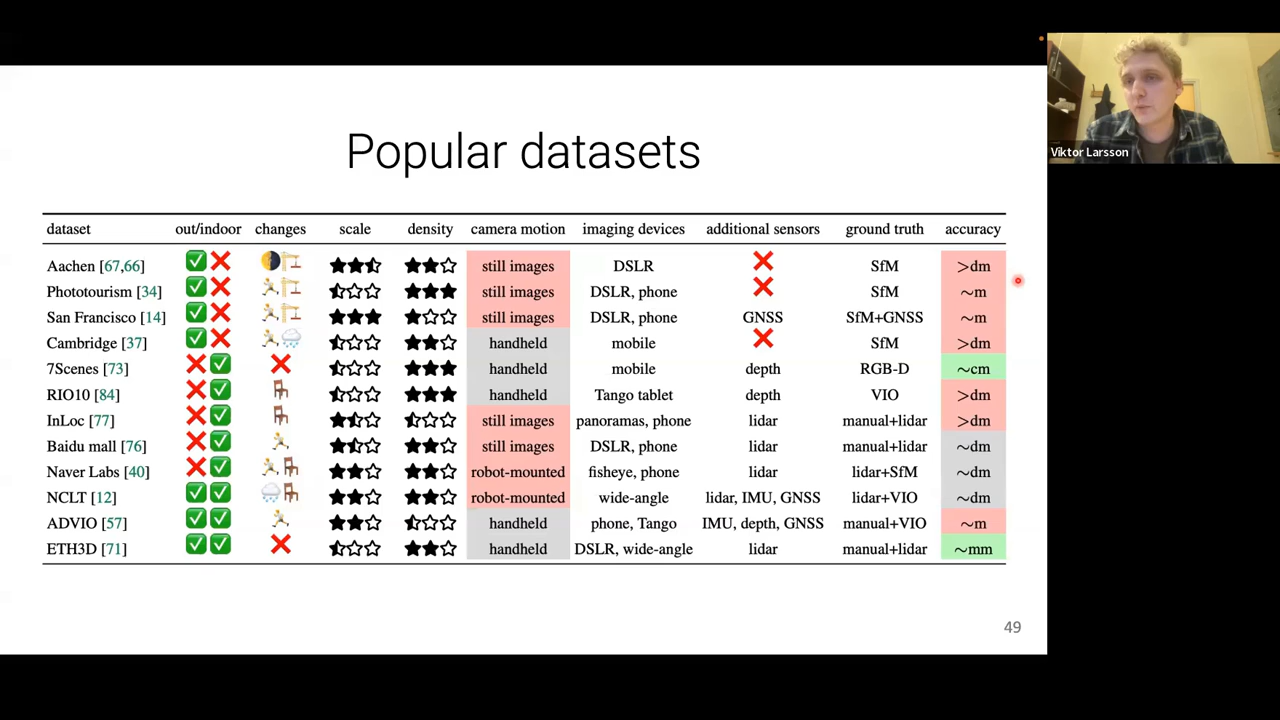 Viktor Larsson
Popular datasets
dataset out/indoor changes scale density camera motion imaging devices additional sensors ground truth accuracy
Aachen [67,66] still images DSLR SfM >dm
Phototourism [34] still images DSLR, phone SfM ~m
San Francisco [14] still images DSLR, phone GNSS SfM+GNSS ~m
Cambridge [37] handheld mobile SfM >dm
7Scenes [73] handheld mobile depth RGB-D ~cm
RIO10 [84] handheld Tango tablet depth VIO >dm
InLoc [77] still images panoramas, phone lidar manual+lidar >dm
Baidu mall [76] still images DSLR, phone lidar manual+lidar ~dm
Naver Labs [40] robot-mounted fisheye, phone lidar lidar+SfM ~dm
NCLT [12] robot-mounted wide-angle lidar, IMU, GNSS lidar+VIO ~dm
ADVIO [57] handheld phone, Tango IMU, depth, GNSS manual+VIO ~m
ETH3D [71] handheld DSLR, wide-angle lidar manual+lidar ~mm
49